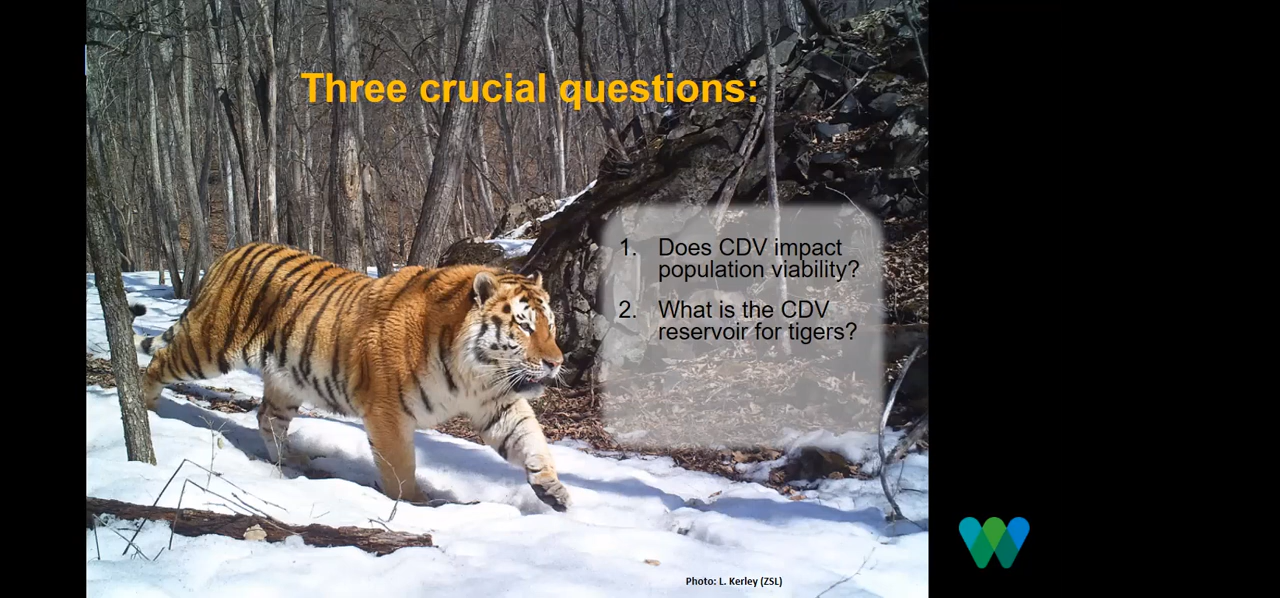 Three crucial questions:
1. Does CDV impact
population viability?
2. What is the CDV
reservoir for tigers?
Photo: L. Kerley (ZSL)